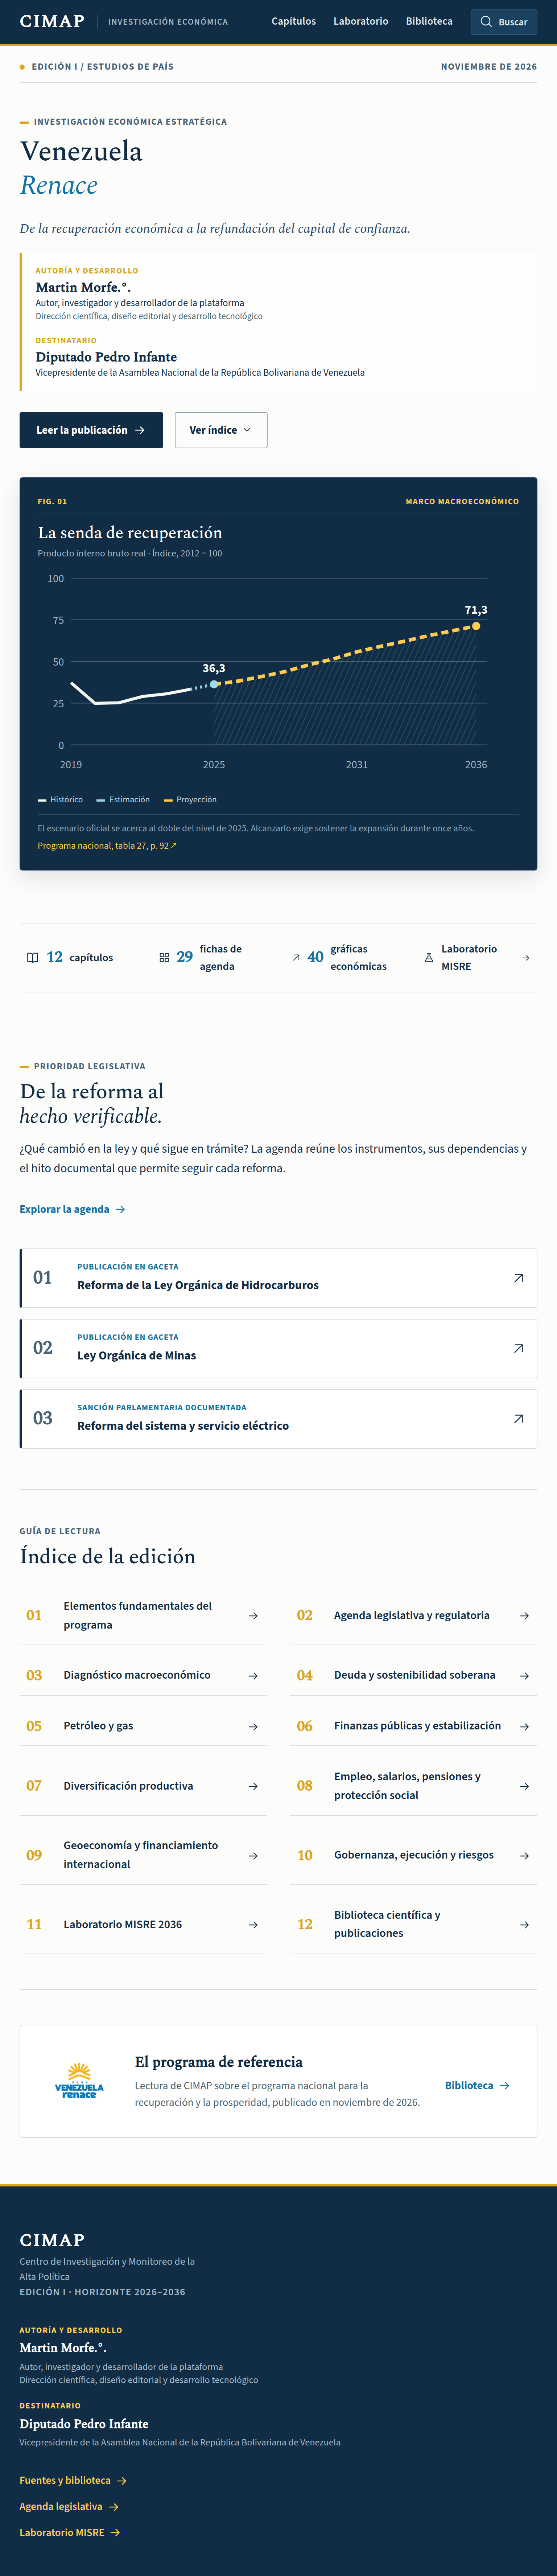 CIMAP
INVESTIGACIÓN ECONÓMICA
Capítulos
Laboratorio
Biblioteca
Buscar
EDICIÓN I / ESTUDIOS DE PAÍS
NOVIEMBRE DE 2026
INVESTIGACIÓN ECONÓMICA ESTRATÉGICA
Venezuela
Renace
De la recuperación económica a la refundación del capital de confianza.
AUTORÍA Y DESARROLLO
Martin Morfe.°.
Autor, investigador y desarrollador de la plataforma
Dirección científica, diseño editorial y desarrollo tecnológico
DESTINATARIO
Diputado Pedro Infante
Vicepresidente de la Asamblea Nacional de la República Bolivariana de Venezuela
Leer la publicación →
Ver índice
FIG. 01
MARCO MACROECONÓMICO
La senda de recuperación
Producto interno bruto real · Índice, 2012 = 100
100
75
50
25
0
36,3
71,3
2019
2025
2031
2036
Histórico
Estimación
Proyección
El escenario oficial se acerca al doble del nivel de 2025. Alcanzarlo exige sostener la expansión durante once años.
Programa nacional, tabla 27, p. 92 ↗
12 capítulos
29 fichas de
agenda
40 gráficas
económicas
Laboratorio
MISRE →
PRIORIDAD LEGISLATIVA
De la reforma al
hecho verificable.
¿Qué cambió en la ley y qué sigue en trámite? La agenda reúne los instrumentos, sus dependencias y
el hito documental que permite seguir cada reforma.
Explorar la agenda →
01
PUBLICACIÓN EN GACETA
Reforma de la Ley Orgánica de Hidrocarburos
02
PUBLICACIÓN EN GACETA
Ley Orgánica de Minas
03
SANCIÓN PARLAMENTARIA DOCUMENTADA
Reforma del sistema y servicio eléctrico
GUÍA DE LECTURA
Índice de la edición
01 Elementos fundamentales del
programa →
02 Agenda legislativa y regulatoria →
03 Diagnóstico macroeconómico →
04 Deuda y sostenibilidad soberana →
05 Petróleo y gas →
06 Finanzas públicas y estabilización →
07 Diversificación productiva →
08 Empleo, salarios, pensiones y
protección social →
09 Geoeconomía y financiamiento
internacional →
10 Gobernanza, ejecución y riesgos →
11 Laboratorio MISRE 2036 →
12 Biblioteca científica y
publicaciones →
VENEZUELA
renace
El programa de referencia
Lectura de CIMAP sobre el programa nacional para la
recuperación y la prosperidad, publicado en noviembre de 2026.
Biblioteca →
CIMAP
Centro de Investigación y Monitoreo de la
Alta Política
EDICIÓN I · HORIZONTE 2026–2036
AUTORÍA Y DESARROLLO
Martin Morfe.°.
Autor, investigador y desarrollador de la plataforma
Dirección científica, diseño editorial y desarrollo tecnológico
DESTINATARIO
Diputado Pedro Infante
Vicepresidente de la Asamblea Nacional de la República Bolivariana de Venezuela
Fuentes y biblioteca →
Agenda legislativa →
Laboratorio MISRE →